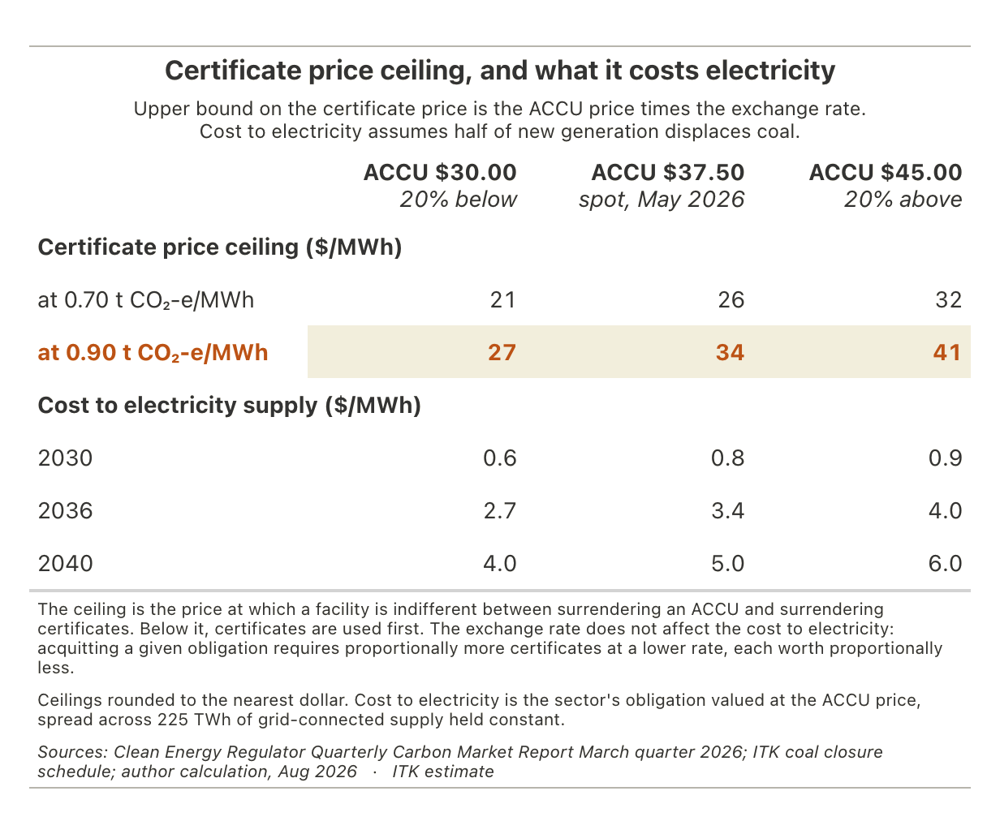 Certificate price ceiling, and what it costs electricity
Upper bound on the certificate price is the ACCU price times the exchange rate.
Cost to electricity assumes half of new generation displaces coal.
ACCU $30.00 ACCU $37.50 ACCU $45.00
20% below spot, May 2026 20% above
Certificate price ceiling ($/MWh)
at 0.70 t CO₂-e/MWh 21 26 32
at 0.90 t CO₂-e/MWh 27 34 41
Cost to electricity supply ($/MWh)
2030 0.6 0.8 0.9
2036 2.7 3.4 4.0
2040 4.0 5.0 6.0
The ceiling is the price at which a facility is indifferent between surrendering an ACCU and surrendering
certificates. Below it, certificates are used first. The exchange rate does not affect the cost to electricity:
acquitting a given obligation requires proportionally more certificates at a lower rate, each worth proportionally
less.
Ceilings rounded to the nearest dollar. Cost to electricity is the sector's obligation valued at the ACCU price,
spread across 225 TWh of grid-connected supply held constant.
Sources: Clean Energy Regulator Quarterly Carbon Market Report March quarter 2026; ITK coal closure
schedule; author calculation, Aug 2026 · ITK estimate